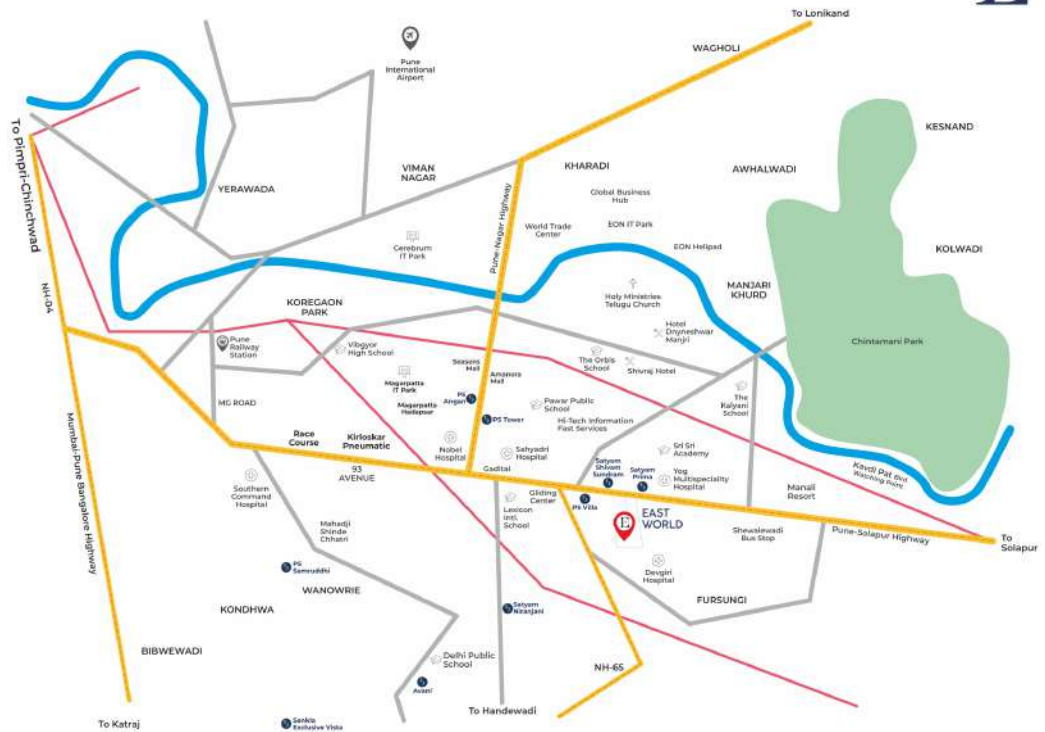 To Lonikand
WAGHOLI
Pune
International
Airport
To Pimpri-Chinchwad
KESNAND
VIMAN
NAGAR
KHARADI
AWHALWADI
YERAWADA
Global Business
Hub
World Trade
Center
EON IT Park
Pune-Nagar Highway
Cerebrum
IT Park
EON Helipad
KOLWADI
NH-04
MANJARI
KHURD
Holy Ministries
Telugu Church
KOREGAON
PARK
Hotel
Dnyneshwar
Manjri
Pune
Railway
Station
Vibgyor
High School
Chintamani Park
Seasons
Mall
Amanora
Mall
The Orbis
School
Shivraj Hotel
Magarpatta
IT Park
PS
Angan
The
Kalyani
School
MG ROAD
Magarpatta
Hadapsar
Pawar Public
School
PS Tower
Hi-Tech Information
Fast Services
Race
Course
Kirloskar
Pneumatic
Nobel
Hospital
Sahyadri
Hospital
Sri Sri
Academy
Mumbai-Pune Bangalore Highway
93
AVENUE
Gadital
Satyam
Shivam
Sundram
Satyam
Prima
Yog
Multispeciality
Hospital
Kavdi Pat Bird
Watching Point
Manali
Resort
Southern
Command
Hospital
Gliding
Center
Lexicon
Intl.
School
PS Villa
E
EAST
WORLD
Mahadji
Shinde
Chhatri
Shewalewadi
Bus Stop
Pune-Solapur Highway
To
Solapur
PS
Samruddhi
Devgiri
Hospital
WANOWRIE
FURSUNGI
KONDHWA
Satyam
Niranjani
BIBWEWADI
Delhi Public
School
NH-65
Avani
To Handewadi
To Katraj
Sankla
Exclusive Vista